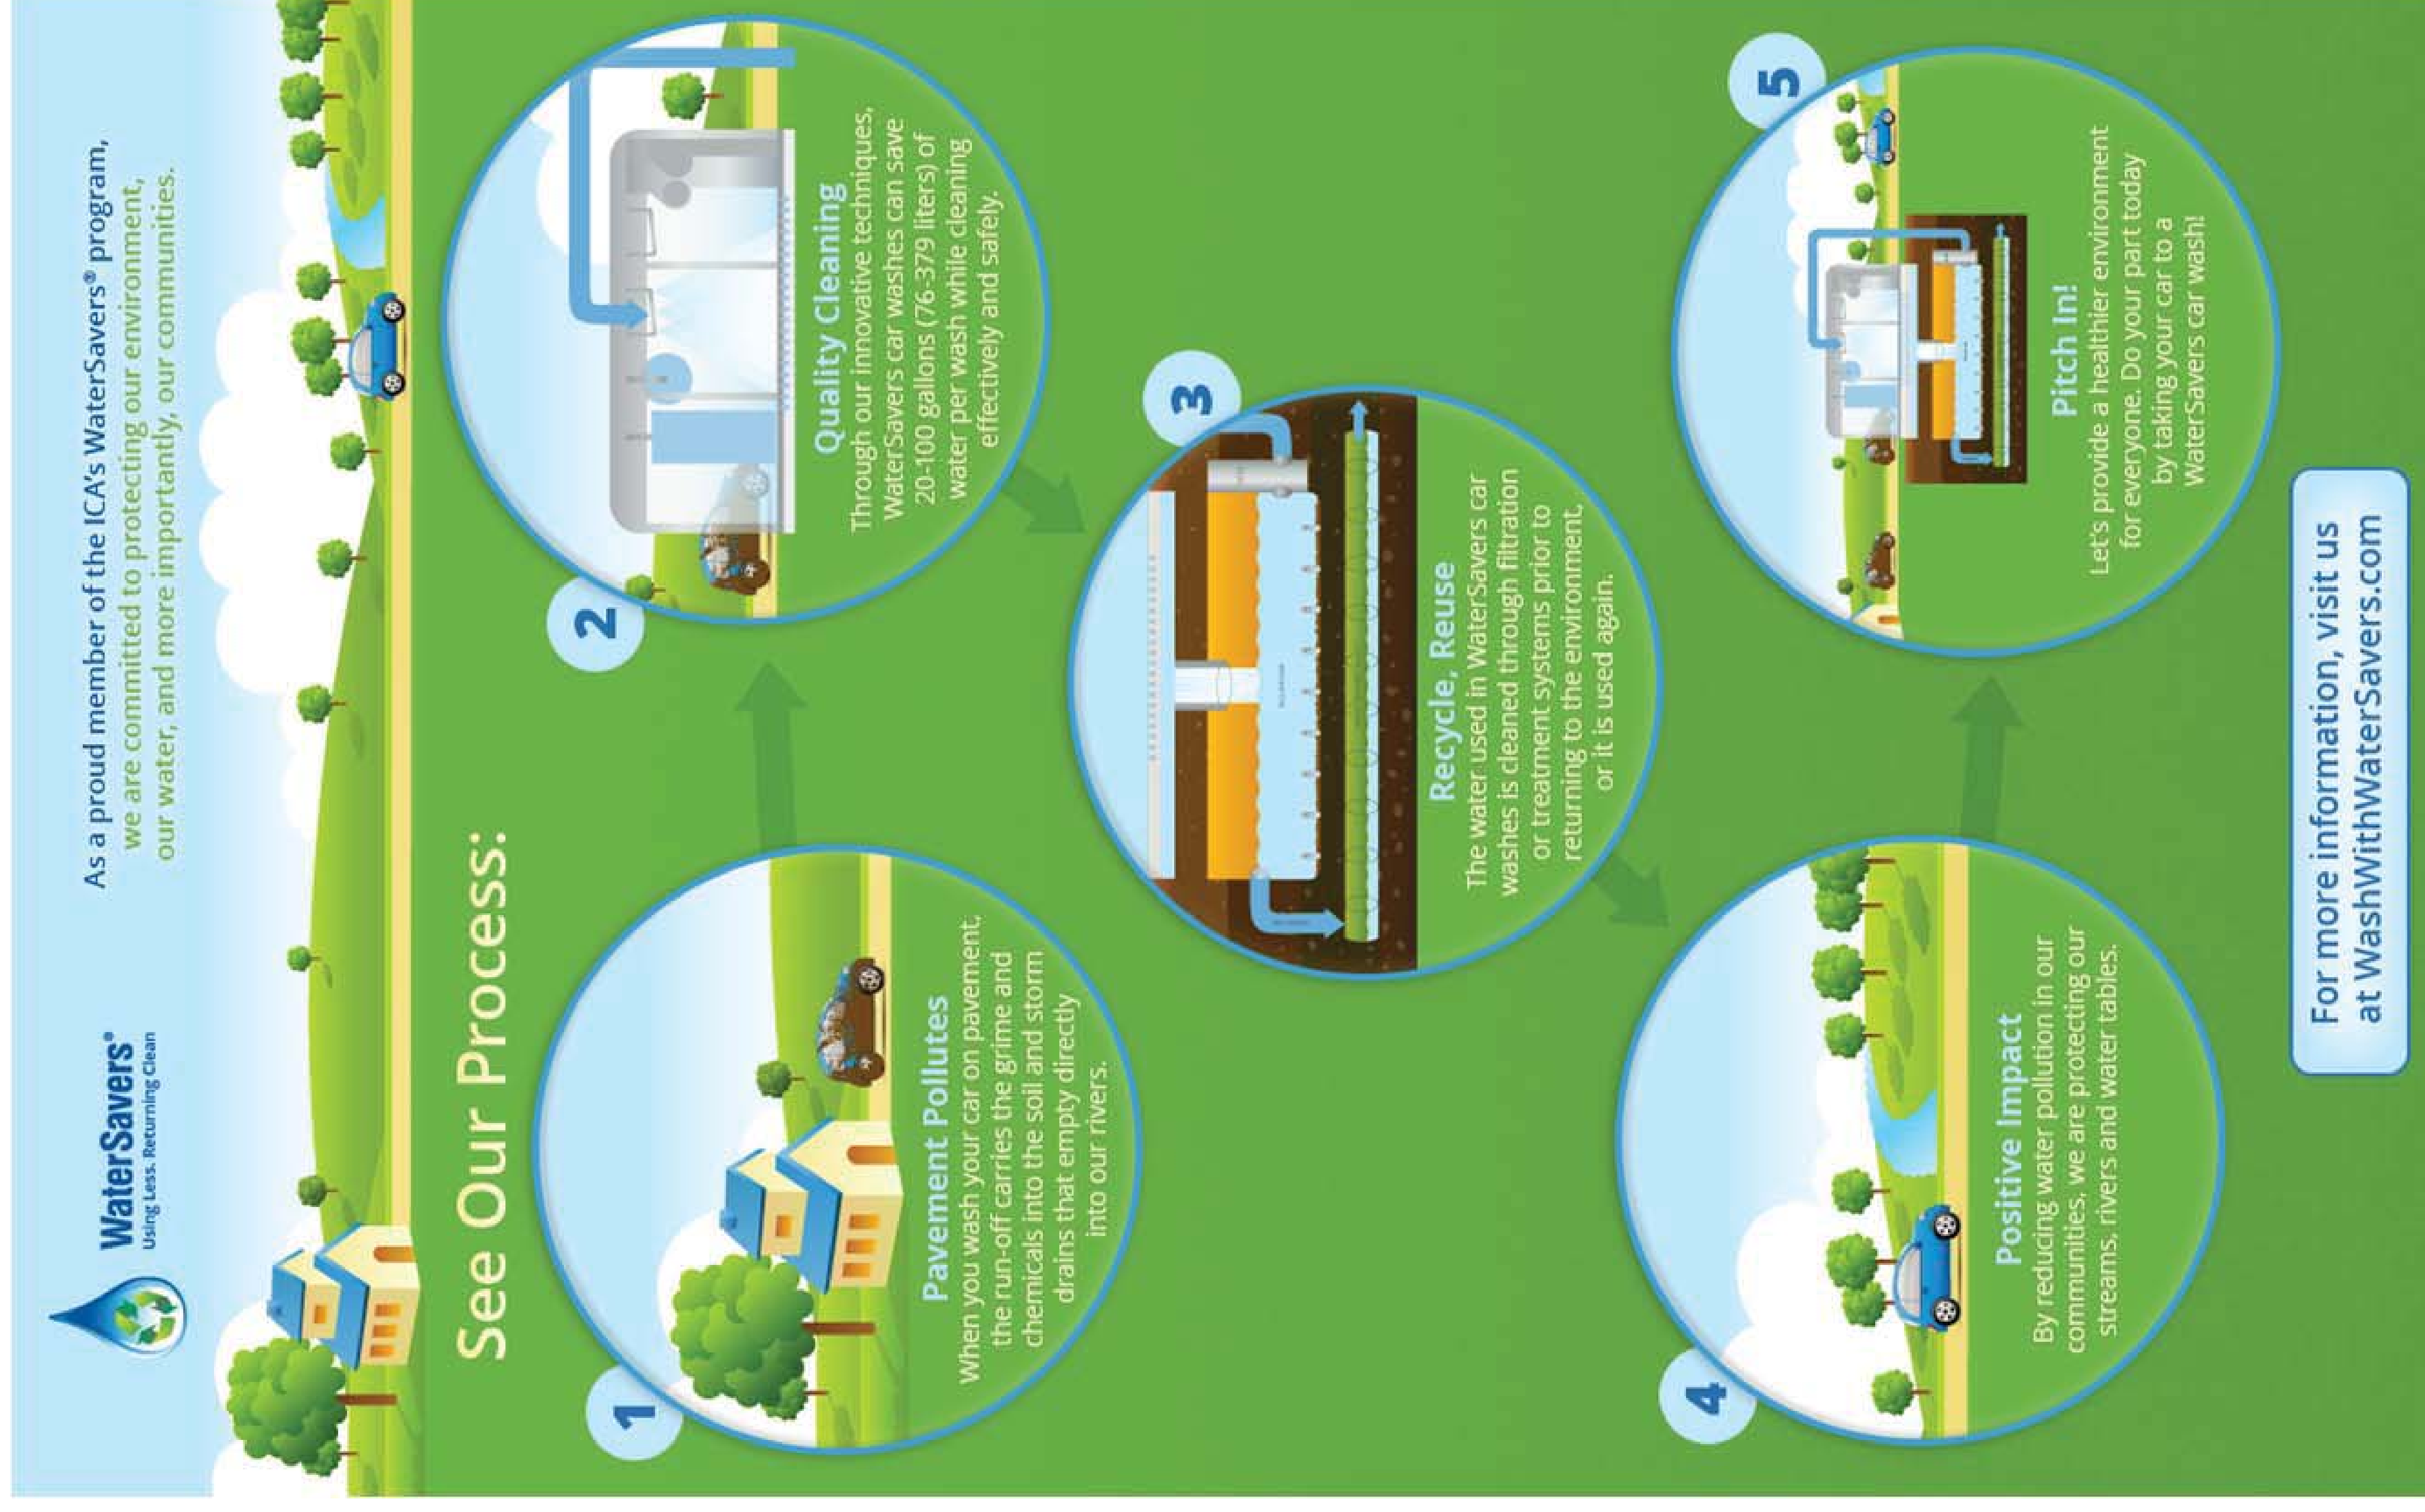 WaterSavers®
Using Less. Returning Clean
As a proud member of the ICA's WaterSavers® program,
we are committed to protecting our environment,
our water, and more importantly, our communities.
See Our Process:
1
Pavement Pollutes
When you wash your car on pavement,
the run-off carries the grime and
chemicals into the soil and storm
drains that empty directly
into our rivers.
2
Quality Cleaning
Through our innovative techniques,
WaterSavers car washes can save
20-100 gallons (76-379 liters) of
water per wash while cleaning
effectively and safely.
3
Recycle, Reuse
The water used in WaterSavers car
washes is cleaned through filtration
or treatment systems prior to
returning to the environment,
or it is used again.
4
Positive Impact
By reducing water pollution in our
communities, we are protecting our
streams, rivers and water tables.
5
Pitch In!
Let's provide a healthier environment
for everyone. Do your part today
by taking your car to a
WaterSavers car wash!
For more information, visit us
at WashWithWaterSavers.com